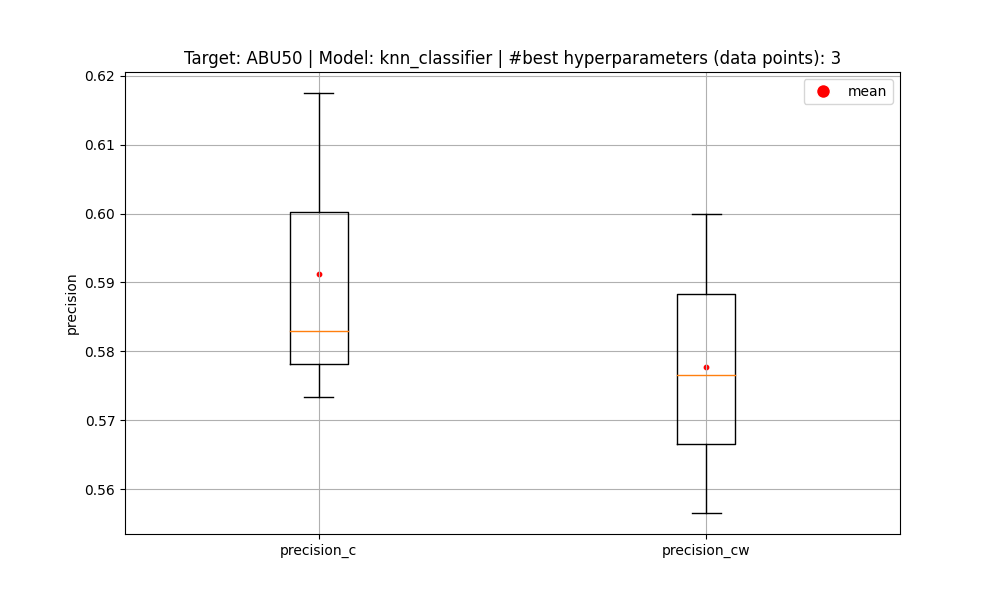 Target: ABU50 | Model: knn_classifier | #best hyperparameters (data points): 3
mean
0.62
0.61
0.60
0.59
0.58
0.57
0.56
precision
precision_c
precision_cw